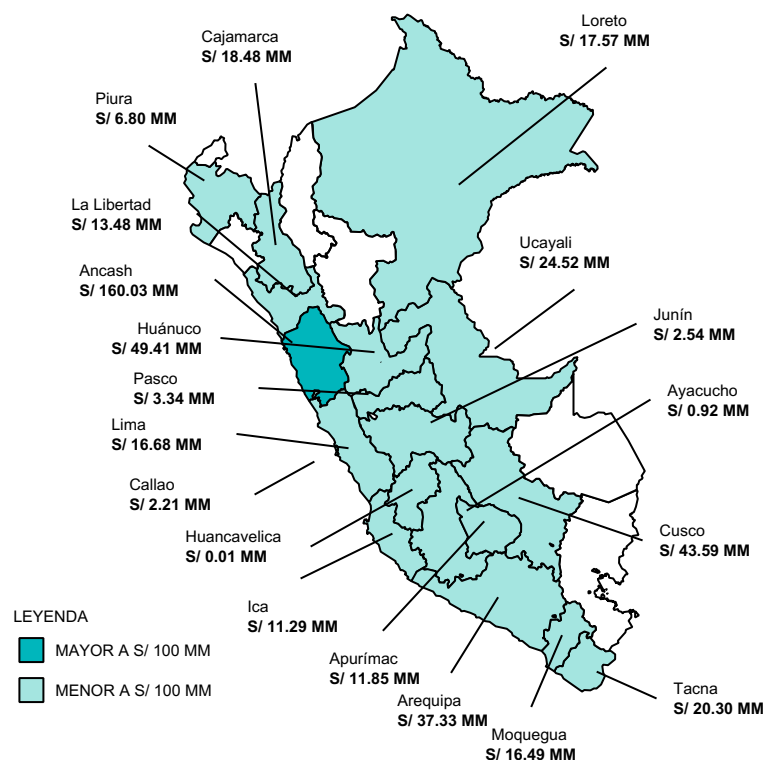 Cajamarca
S/ 18.48 MM
Loreto
S/ 17.57 MM
Piura
S/ 6.80 MM
La Libertad
S/ 13.48 MM
Ucayali
S/ 24.52 MM
Ancash
S/ 160.03 MM
Junín
S/ 2.54 MM
Huánuco
S/ 49.41 MM
Pasco
S/ 3.34 MM
Ayacucho
S/ 0.92 MM
Lima
S/ 16.68 MM
Callao
S/ 2.21 MM
Huancavelica
S/ 0.01 MM
Cusco
S/ 43.59 MM
Ica
S/ 11.29 MM
LEYENDA
MAYOR A S/ 100 MM
MENOR A S/ 100 MM
Apurímac
S/ 11.85 MM
Arequipa
S/ 37.33 MM
Tacna
S/ 20.30 MM
Moquegua
S/ 16.49 MM